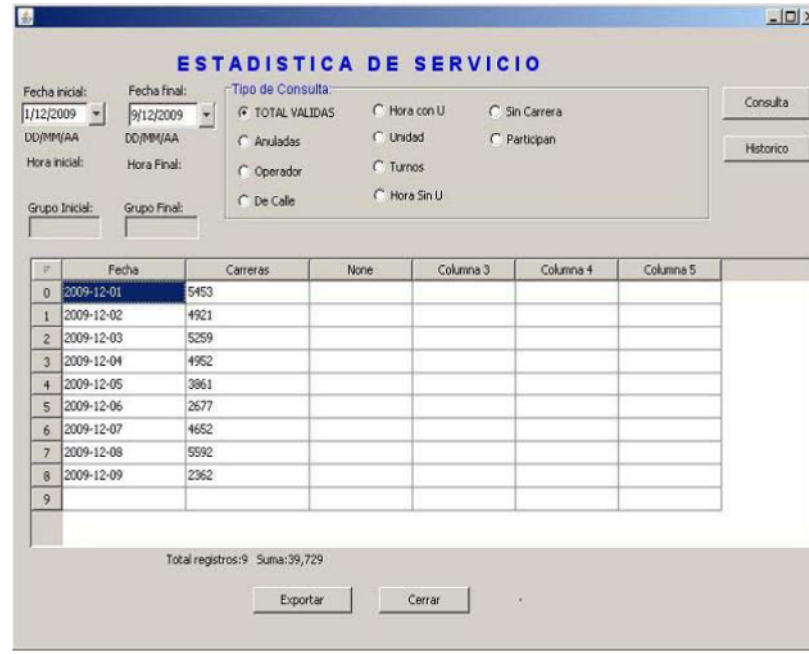 ESTADISTICA DE SERVICIO
Fecha inicial: Fecha final: Tipo de Consulta:
1/12/2009 9/12/2009 TOTAL VALIDAS Hora con U Sin Carrera Consulta
DD/MM/AA DD/MM/AA Anuladas Unidad Participan Historico
Hora inicial: Hora Final: Operador Turnos
Grupo Inicial: Grupo Final: De Calle Hora Sin U
Fecha Carreras None Columna 3 Columna 4 Columna 5
0 2009-12-01 5453
1 2009-12-02 4921
2 2009-12-03 5259
3 2009-12-04 4952
4 2009-12-05 3861
5 2009-12-06 2677
6 2009-12-07 4652
7 2009-12-08 5592
8 2009-12-09 2362
9
Total registros:9 Suma:39,729
Exportar Cerrar